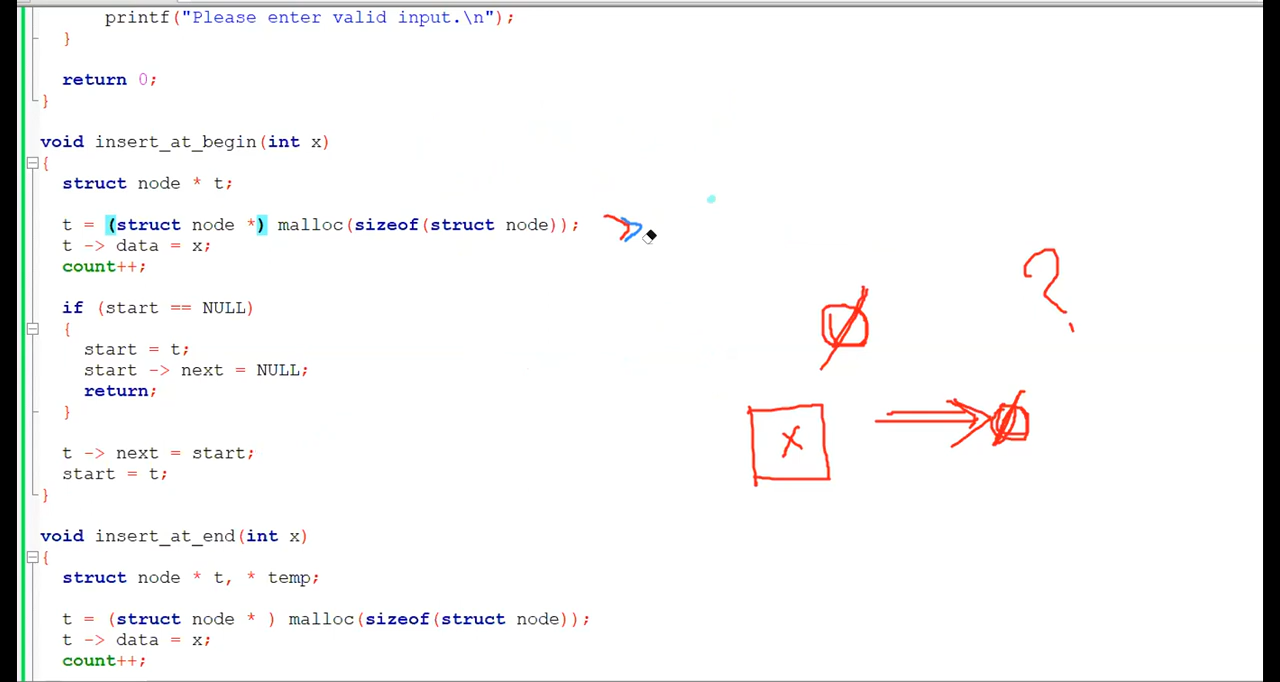 printf("Please enter valid input.\n");
}
return 0;
}
void insert_at_begin(int x)
{
struct node * t;
t = (struct node *) malloc(sizeof(struct node));
t -> data = x;
count++;
if (start == NULL)
{
start = t;
start -> next = NULL;
return;
}
t -> next = start;
start = t;
}
void insert_at_end(int x)
{
struct node * t, * temp;
t = (struct node * ) malloc(sizeof(struct node));
t -> data = x;
count++;
?
X